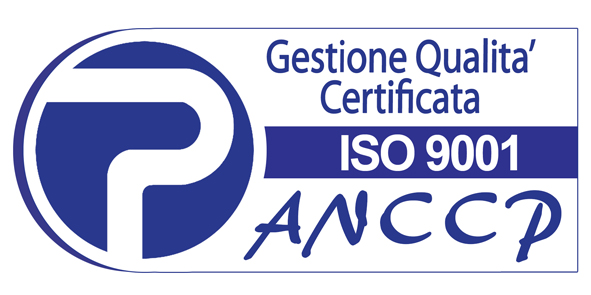 Gestione Qualita'
Certificata
ISO 9001
ANCCP